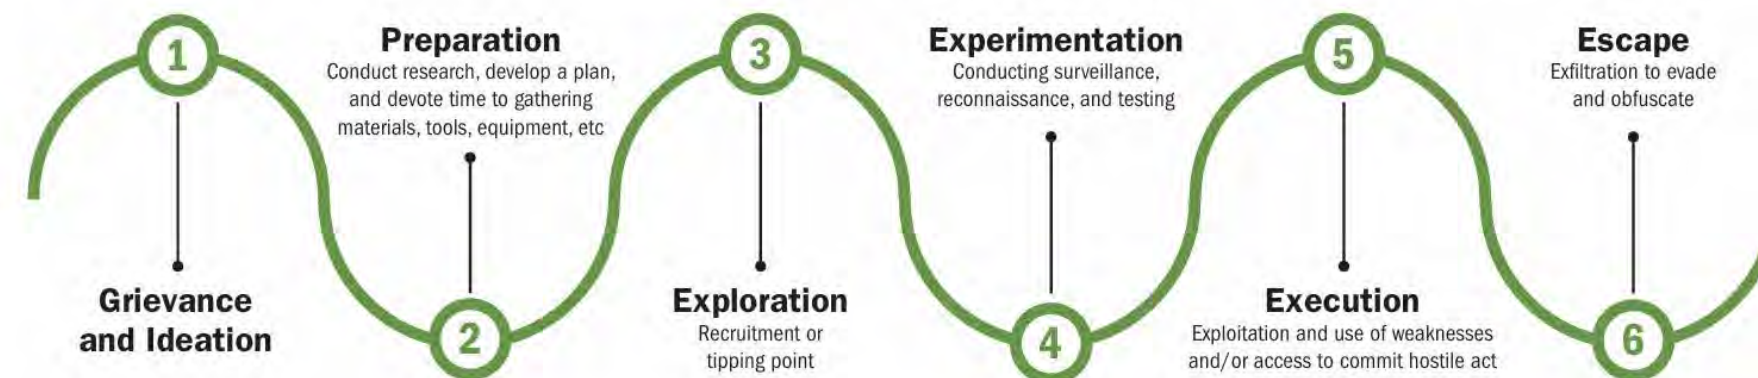 1
Grievance
and Ideation
Preparation
Conduct research, develop a plan,
and devote time to gathering
materials, tools, equipment, etc
2
3
Exploration
Recruitment or
tipping point
Experimentation
Conducting surveillance,
reconnaissance, and testing
4
5
Execution
Exploitation and use of weaknesses
and/or access to commit hostile act
Escape
Exfiltration to evade
and obfuscate
6